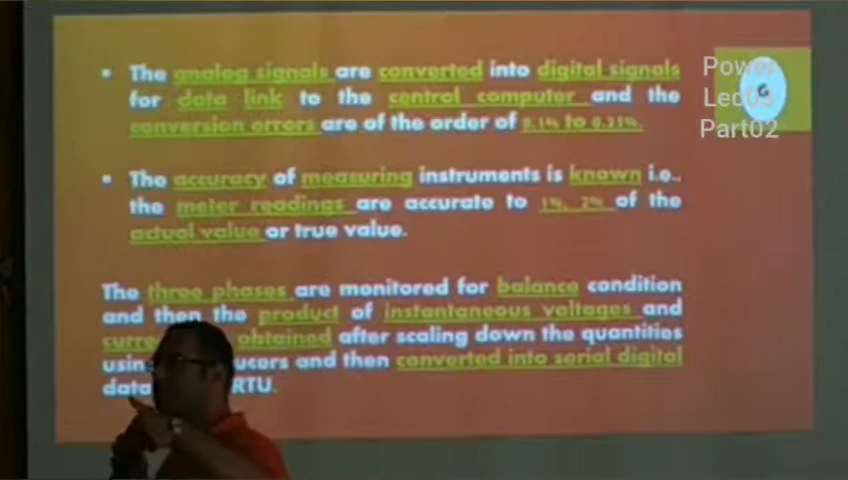 ▪ The analog signals are converted into digital signals
for data link to the central computer and the
conversion errors are of the order of 0.1% to 0.25%.
▪ The accuracy of measuring instruments is known i.e.,
the meter readings are accurate to 1%, 2% of the
actual value or true value.
The three phases are monitored for balance condition
and then the product of instantaneous voltages and
obtained after scaling down the quantities
and then converted into serial digital
data RTU.
Power
Lec03
Part02
G